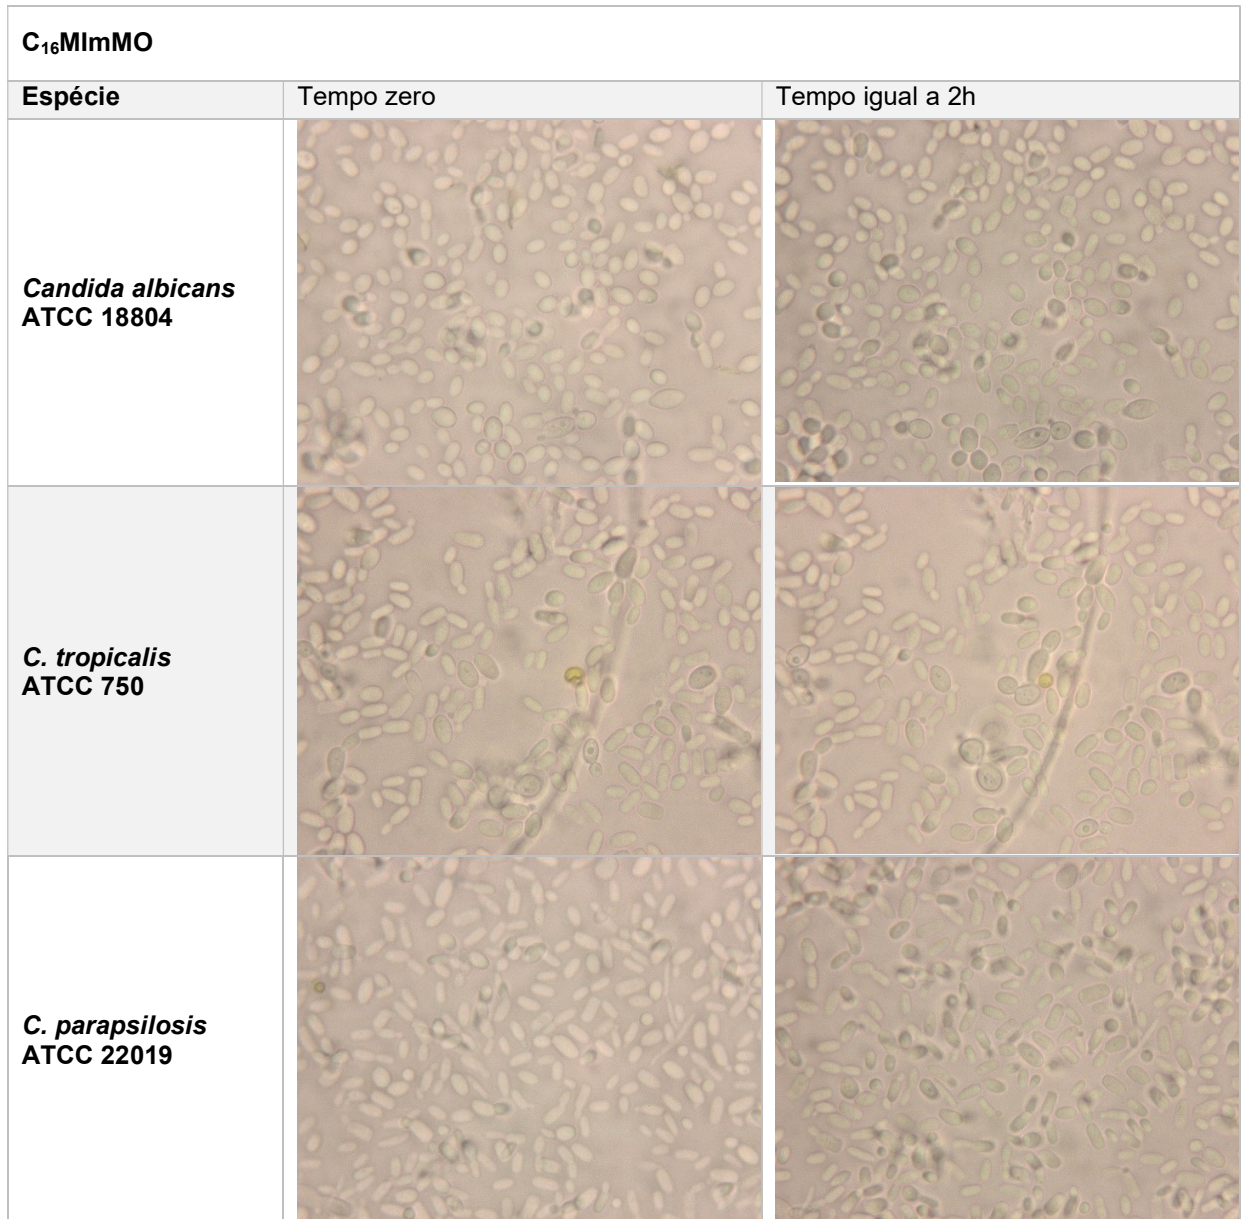 C₁₆MImMO
Espécie Tempo zero Tempo igual a 2h
Candida albicans
ATCC 18804
C. tropicalis
ATCC 750
C. parapsilosis
ATCC 22019